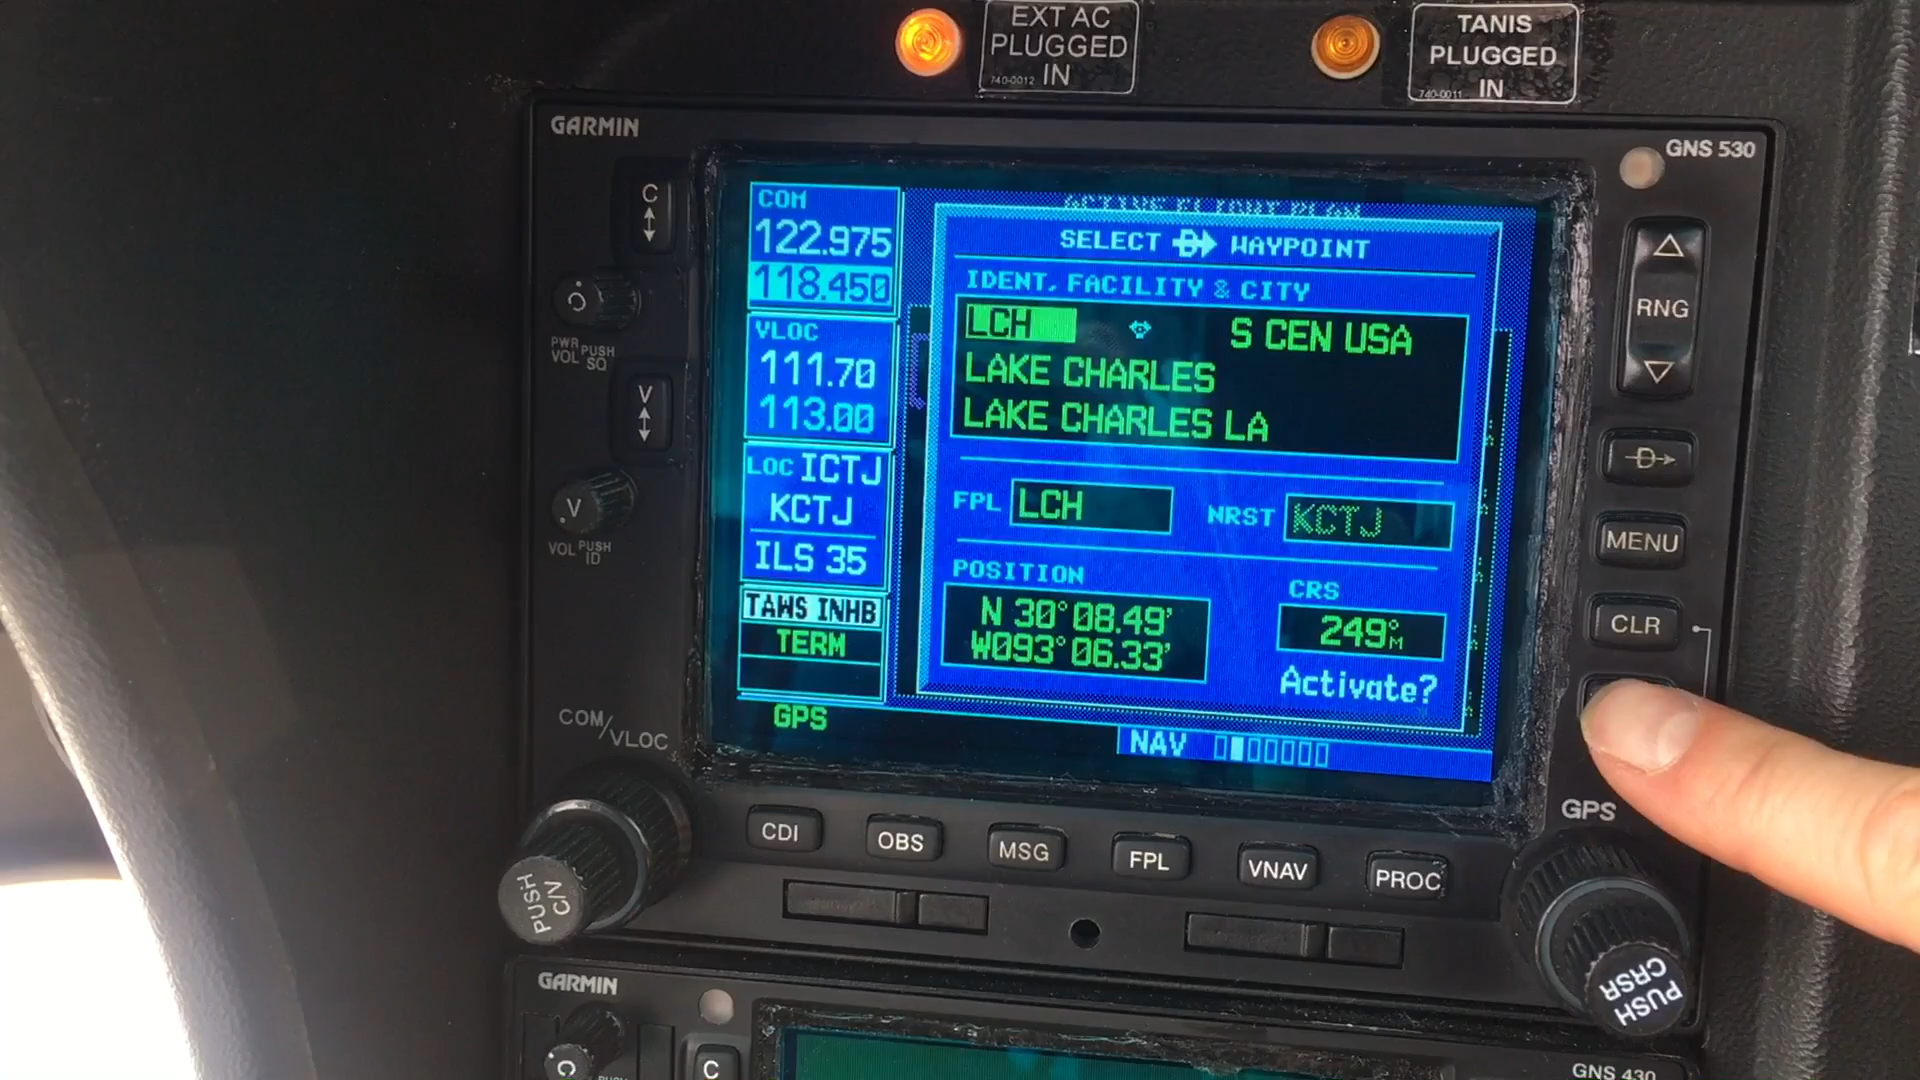 EXT AC
PLUGGED
IN
740-0012
TANIS
PLUGGED
IN
740-0011
GARMIN
GNS 530
C
PWR
VOL
PUSH
SQ
V
V
VOL
PUSH
ID
COM/VLOC
PUSH
C/V
COM
122.975
118.450
VLOC
111.70
113.00
LOC ICTJ
KCTJ
ILS 35
TAWS INHB
TERM
GPS
ACTIVE FLIGHT PLAN
SELECT D WAYPOINT
IDENT, FACILITY & CITY
LCH S CEN USA
LAKE CHARLES
LAKE CHARLES LA
FPL LCH NRST KCTJ
POSITION
N 30°08.49'
W093°06.33'
CRS
249°M
Activate?
NAV
RNG
D
MENU
CLR
GPS
PUSH
CRSR
CDI OBS MSG FPL VNAV PROC
GARMIN
C
GNS 430